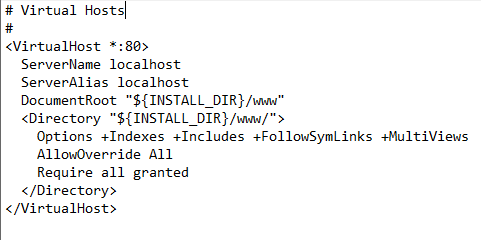 # Virtual Hosts
#
<VirtualHost *:80>
  ServerName localhost
  ServerAlias localhost
  DocumentRoot "${INSTALL_DIR}/www"
  <Directory "${INSTALL_DIR}/www/">
    Options +Indexes +Includes +FollowSymLinks +MultiViews
    AllowOverride All
    Require all granted
  </Directory>
</VirtualHost>